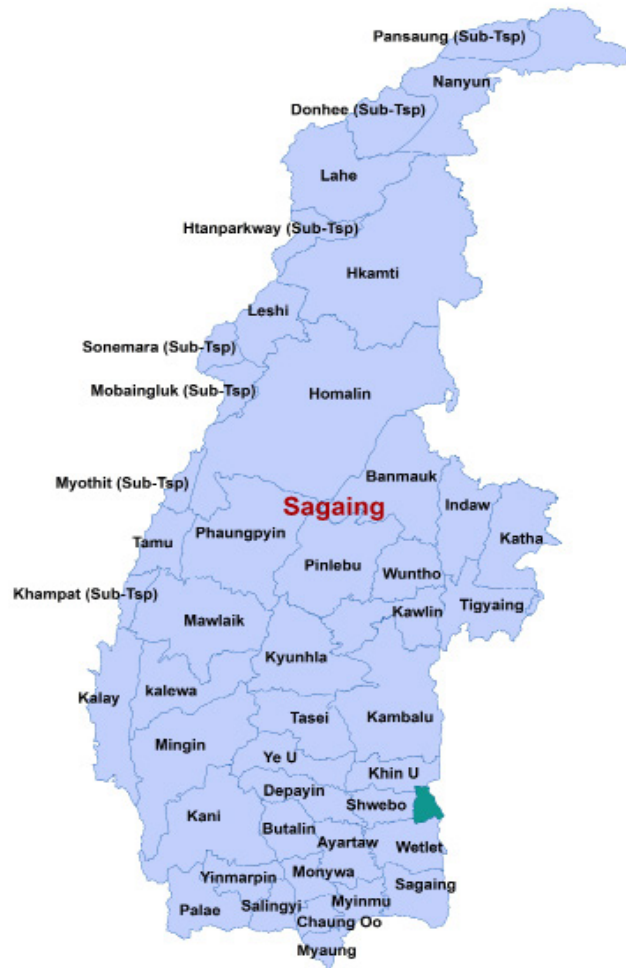 Pansaung (Sub-Tsp)
Nanyun
Donhee (Sub-Tsp)
Lahe
Htanparkway (Sub-Tsp)
Hkamti
Leshi
Sonemara (Sub-Tsp)
Mobaingluk (Sub-Tsp)
Homalin
Banmauk
Myothit (Sub-Tsp)
Sagaing
Indaw
Phaungpyin
Katha
Tamu
Pinlebu
Wuntho
Khampat (Sub-Tsp)
Tigyaing
Kawlin
Mawlaik
Kyunhla
Kalay
kalewa
Tasei
Kambalu
Mingin
Ye U
Khin U
Depayin
Shwebo
Kani
Butalin
Ayartaw
Wetlet
Monywa
Yinmarpin
Sagaing
Myinmu
Palae
Salingyi
Chaung Oo
Myaung